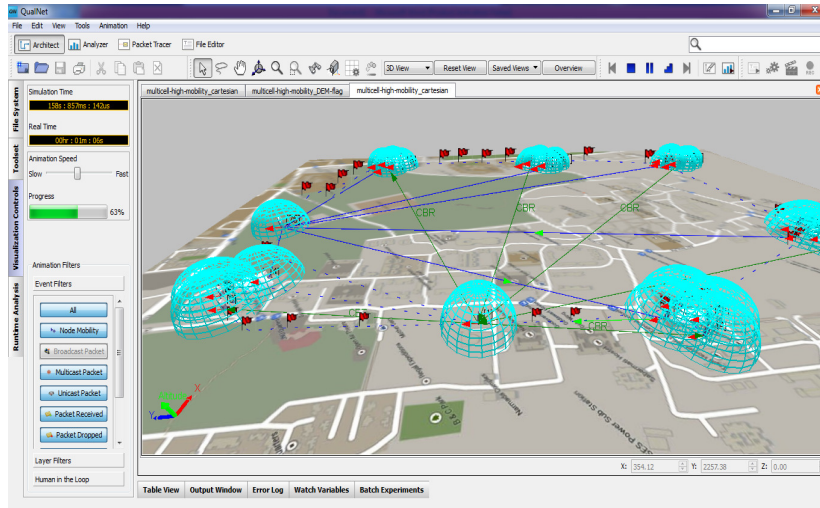 QualNet
File Edit View Tools Animation Help
Architect Analyzer Packet Tracer File Editor
3D View Reset View Saved Views Overview
File System
Toolset
Visualization Controls
Runtime Analysis
Simulation Time
158s : 857ms : 142us
Real Time
00hr : 01m : 06s
Animation Speed
Slow Fast
Progress
63%
Animation Filters
Event Filters
All
Node Mobility
Broadcast Packet
Multicast Packet
Unicast Packet
Packet Received
Packet Dropped
Layer Filters
Human in the Loop
multicell-high-mobility_cartesian multicell-high-mobility_DEM-flag multicell-high-mobility_cartesian
CBR
CBR
CBR
CBR
X
Y
B & C Park
Sub Station
X: 354.12 Y: 2257.38 Z: 0.00
Table View Output Window Error Log Watch Variables Batch Experiments